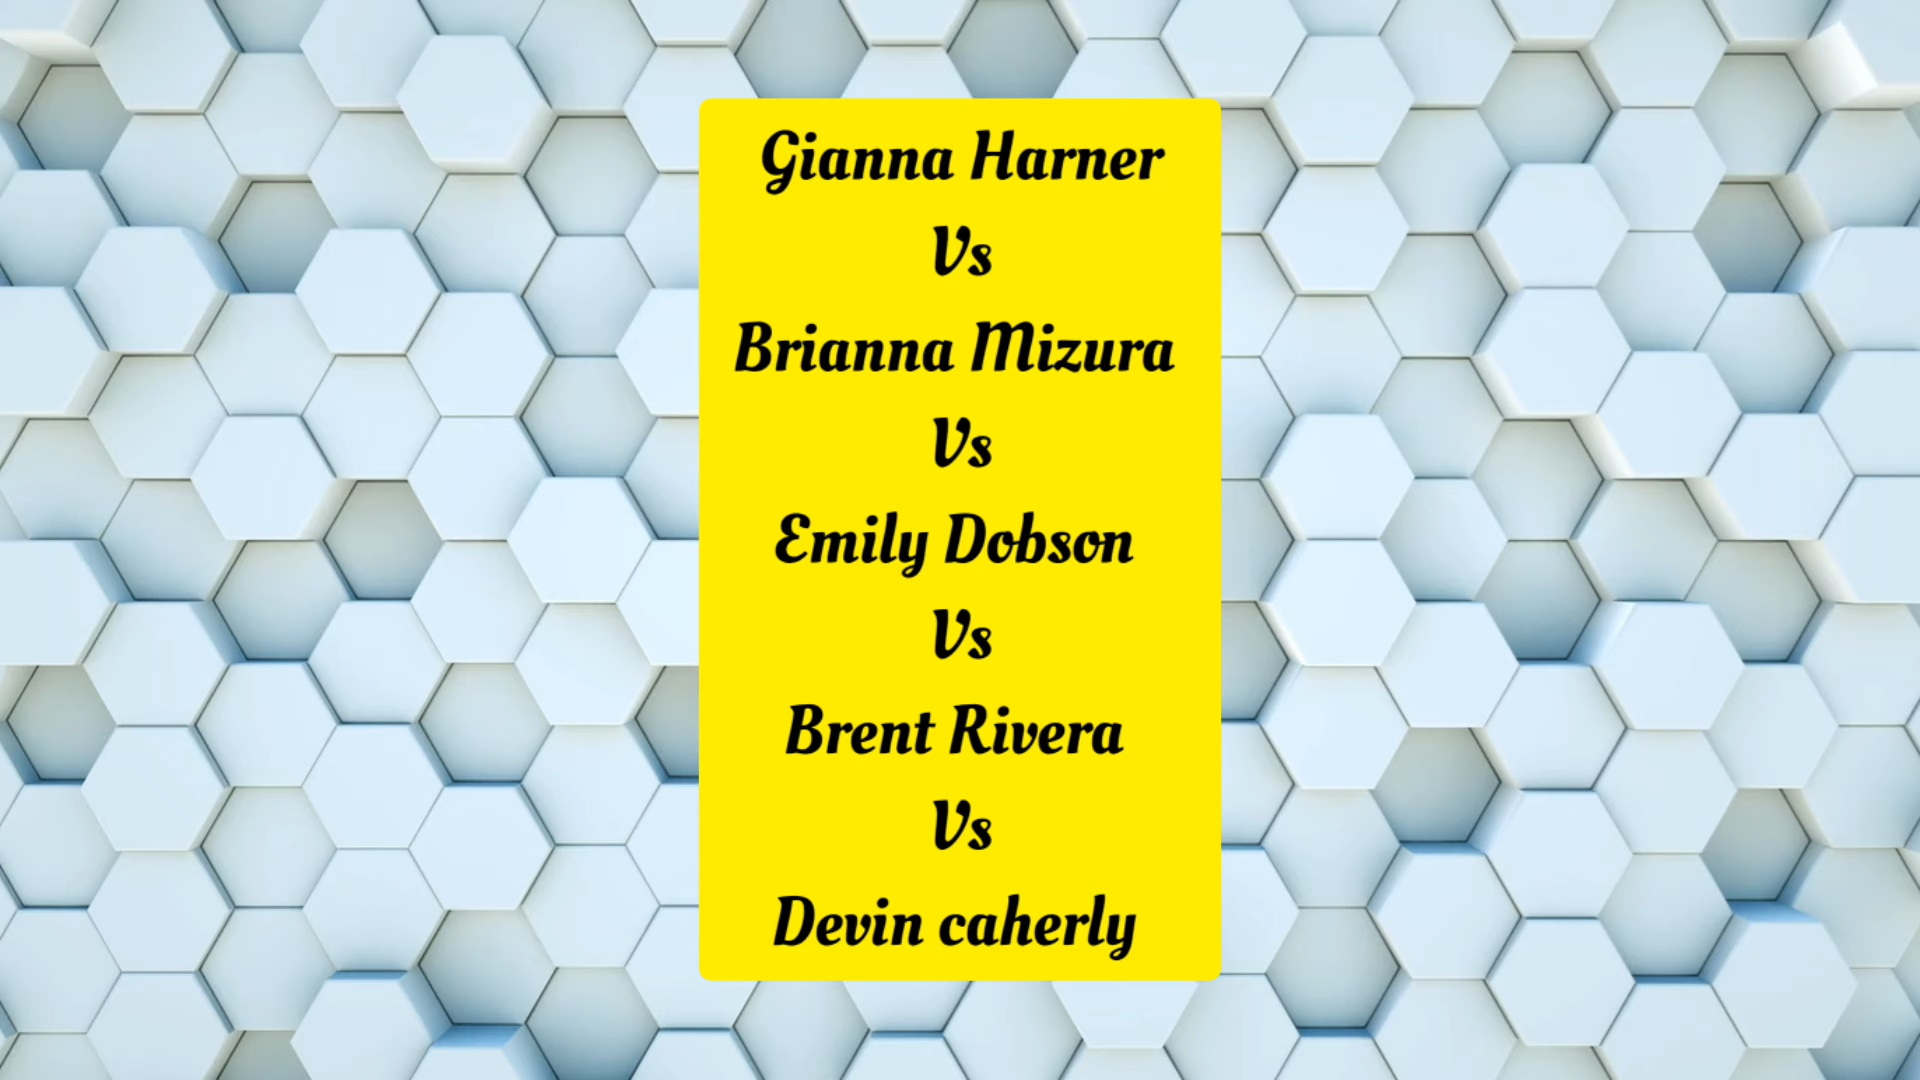 Gianna Harner
Vs
Brianna Mizura
Vs
Emily Dobson
Vs
Brent Rivera
Vs
Devin caherly